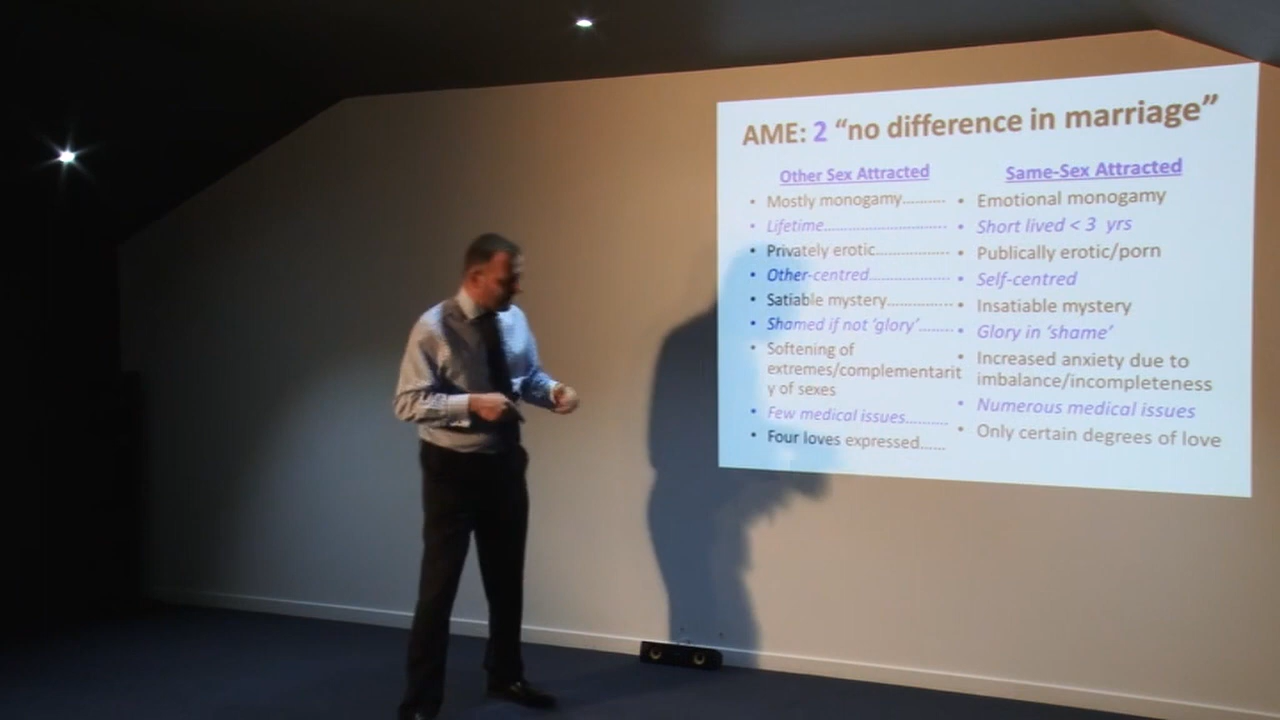 AME: 2 “no difference in marriage”
Other Sex Attracted
• Mostly monogamy..........
• Lifetime................................
• Privately erotic...................
• Other-centred.....................
• Satiable mystery.................
• Shamed if not ‘glory’.........
• Softening of
extremes/complementarit
y of sexes
• Few medical issues...........
• Four loves expressed......
Same-Sex Attracted
• Emotional monogamy
• Short lived < 3 yrs
• Publically erotic/porn
• Self-centred
• Insatiable mystery
• Glory in ‘shame’
• Increased anxiety due to
imbalance/incompleteness
• Numerous medical issues
• Only certain degrees of love